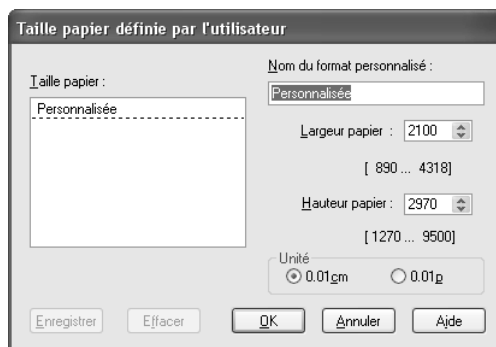 Taille papier définie par l'utilisateur
Taille papier :
Personnalisée
Nom du format personnalisé :
Personnalisée
Largeur papier : 2100
[ 890 ... 4318]
Hauteur papier : 2970
[ 1270 ... 9500]
Unité
0.01cm 0.01p
Enregistrer Effacer OK Annuler Aide